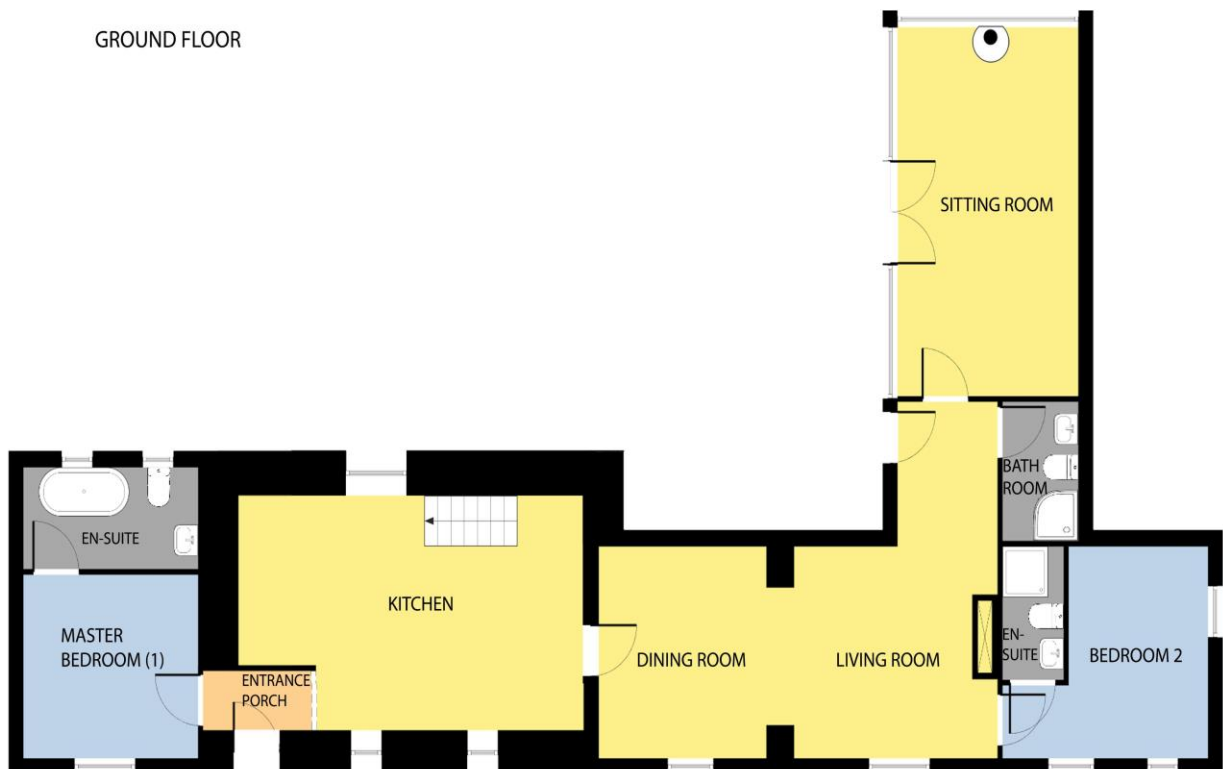 GROUND FLOOR
SITTING ROOM
BATH
ROOM
EN-SUITE
KITCHEN
MASTER
BEDROOM (1)
ENTRANCE
PORCH
DINING ROOM
LIVING ROOM
EN-
SUITE
BEDROOM 2